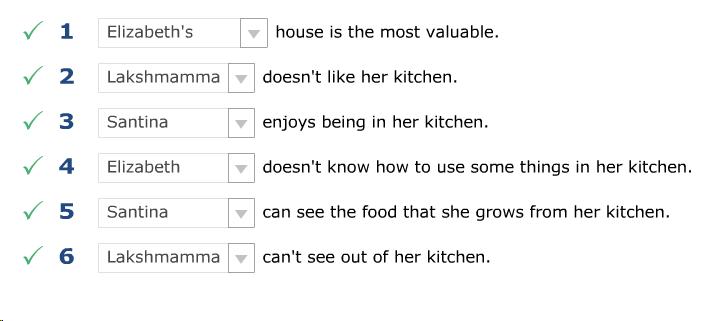 1 Elizabeth's house is the most valuable.
2 Lakshmamma doesn't like her kitchen.
3 Santina enjoys being in her kitchen.
4 Elizabeth doesn't know how to use some things in her kitchen.
5 Santina can see the food that she grows from her kitchen.
6 Lakshmamma can't see out of her kitchen.